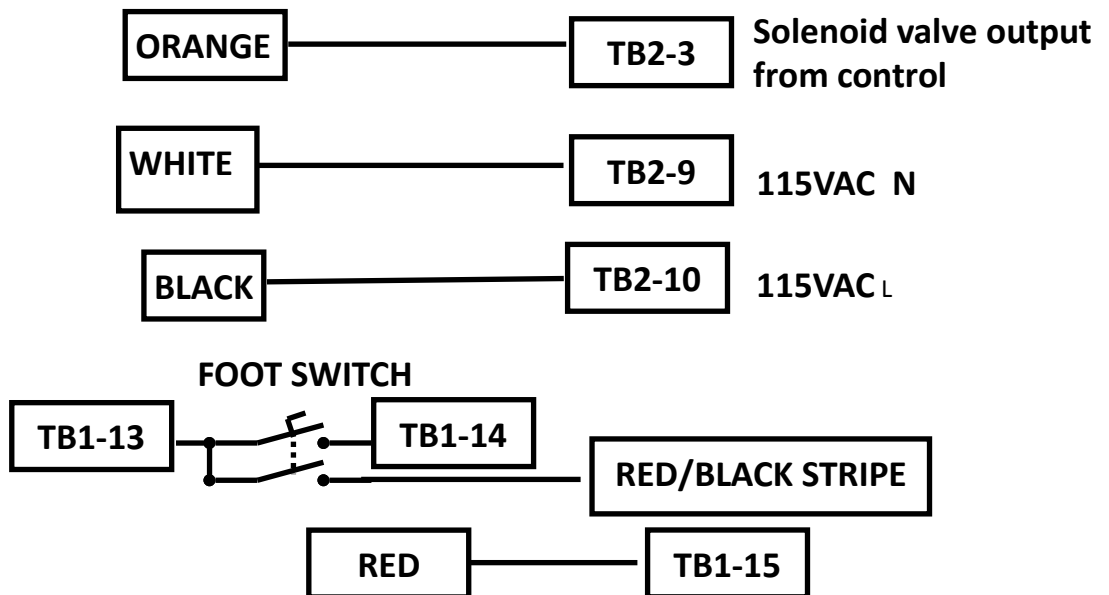 ORANGE
TB2-3
Solenoid valve output
from control
WHITE
TB2-9
115VAC N
BLACK
TB2-10
115VAC L
FOOT SWITCH
TB1-13
TB1-14
RED/BLACK STRIPE
RED
TB1-15